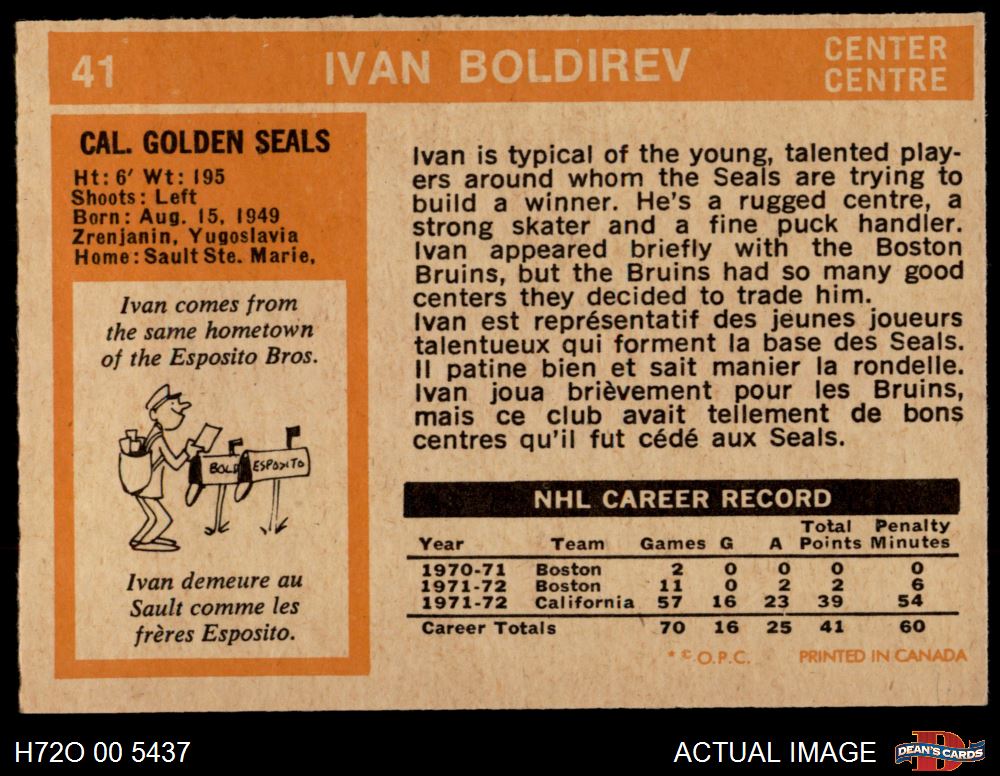 41
IVAN BOLDIREV
CENTER
CENTRE
CAL. GOLDEN SEALS
Ht: 6' Wt: 195
Shoots: Left
Born: Aug. 15, 1949
Zrenjanin, Yugoslavia
Home: Sault Ste. Marie,
Ivan comes from
the same hometown
of the Esposito Bros.
BOLD
ESPOSITO
Ivan demeure au
Sault comme les
frères Esposito.
Ivan is typical of the young, talented play-
ers around whom the Seals are trying to
build a winner. He's a rugged centre, a
strong skater and a fine puck handler.
Ivan appeared briefly with the Boston
Bruins, but the Bruins had so many good
centers they decided to trade him.
Ivan est représentatif des jeunes joueurs
talentueux qui forment la base des Seals.
Il patine bien et sait manier la rondelle.
Ivan joua brièvement pour les Bruins,
mais ce club avait tellement de bons
centres qu'il fut cédé aux Seals.
NHL CAREER RECORD
Total Penalty
Year Team Games G A Points Minutes
1970-71 Boston 2 0 0 0 0
1971-72 Boston 11 0 2 2 6
1971-72 California 57 16 23 39 54
Career Totals 70 16 25 41 60
* © O.P.C. PRINTED IN CANADA
H72O 00 5437
ACTUAL IMAGE
DEAN'S CARDS